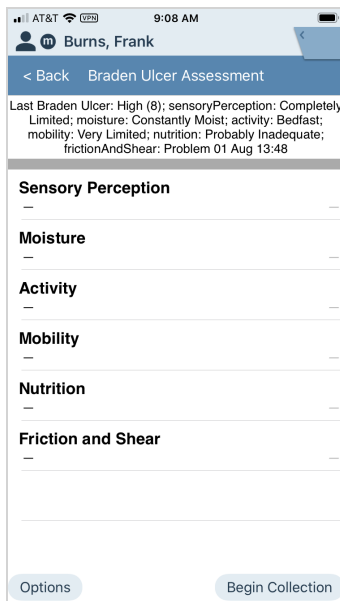 AT&T VPN 9:08 AM
m Burns, Frank
< Back Braden Ulcer Assessment
Last Braden Ulcer: High (8); sensoryPerception: Completely
Limited; moisture: Constantly Moist; activity: Bedfast;
mobility: Very Limited; nutrition: Probably Inadequate;
frictionAndShear: Problem 01 Aug 13:48
Sensory Perception
— —
Moisture
— —
Activity
— —
Mobility
— —
Nutrition
— —
Friction and Shear
— —
Options Begin Collection